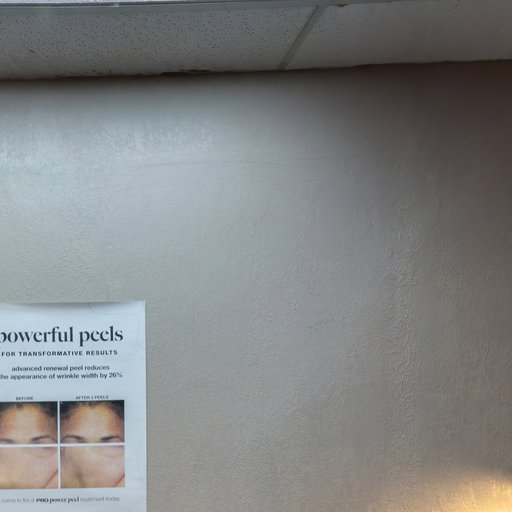 powerful peels
FOR TRANSFORMATIVE RESULTS
advanced renewal peel reduces
the appearance of wrinkle width by 26%
BEFORE
AFTER 3 PEELS
come in for a PRO power peel treatment today